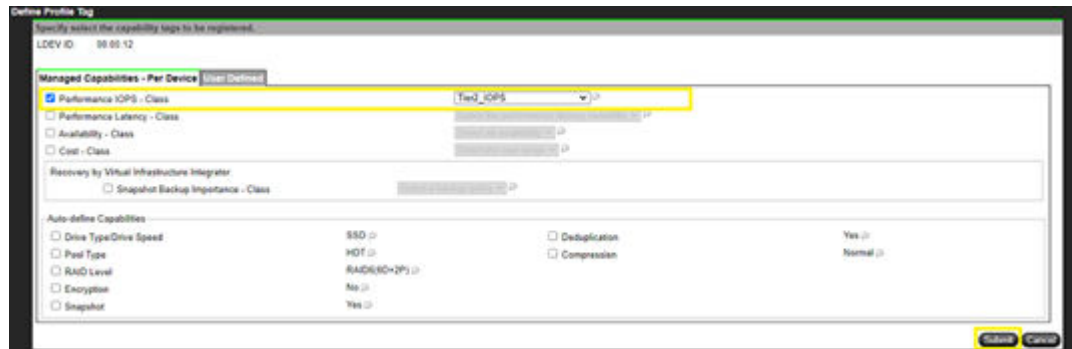 Define Profile Tag
Specify select the capability tags to be registered.
LDEV ID 00:00:12
Managed Capabilities - Per Device User Defined
Performance IOPS - Class Tier2_IOPS
Performance Latency - Class
Availability - Class
Cost - Class
Recovery by Virtual Infrastructure Integrator
Snapshot Backup Importance - Class
Auto-define Capabilities
Drive Type/Drive Speed SSD Deduplication Yes
Pool Type HDT Compression Normal
RAID Level RAID6(6D+2P)
Encryption No
Snapshot Yes
Submit Cancel